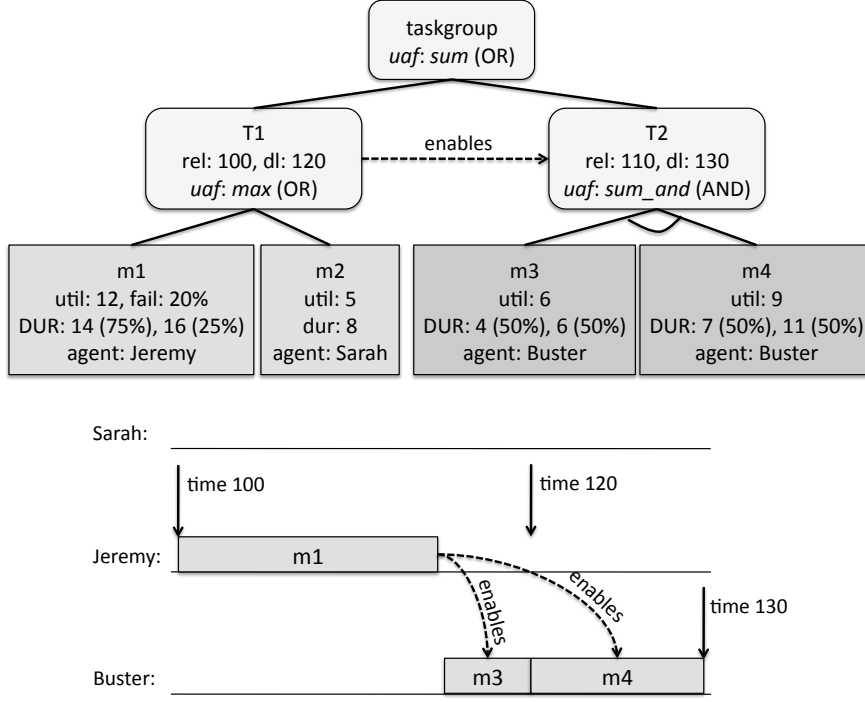 taskgroup
uaf: sum (OR)
T1
rel: 100, dl: 120
uaf: max (OR)
enables
T2
rel: 110, dl: 130
uaf: sum_and (AND)
m1
util: 12, fail: 20%
DUR: 14 (75%), 16 (25%)
agent: Jeremy
m2
util: 5
dur: 8
agent: Sarah
m3
util: 6
DUR: 4 (50%), 6 (50%)
agent: Buster
m4
util: 9
DUR: 7 (50%), 11 (50%)
agent: Buster
Sarah:
time 100
time 120
Jeremy:
m1
enables
enables
time 130
Buster:
m3
m4